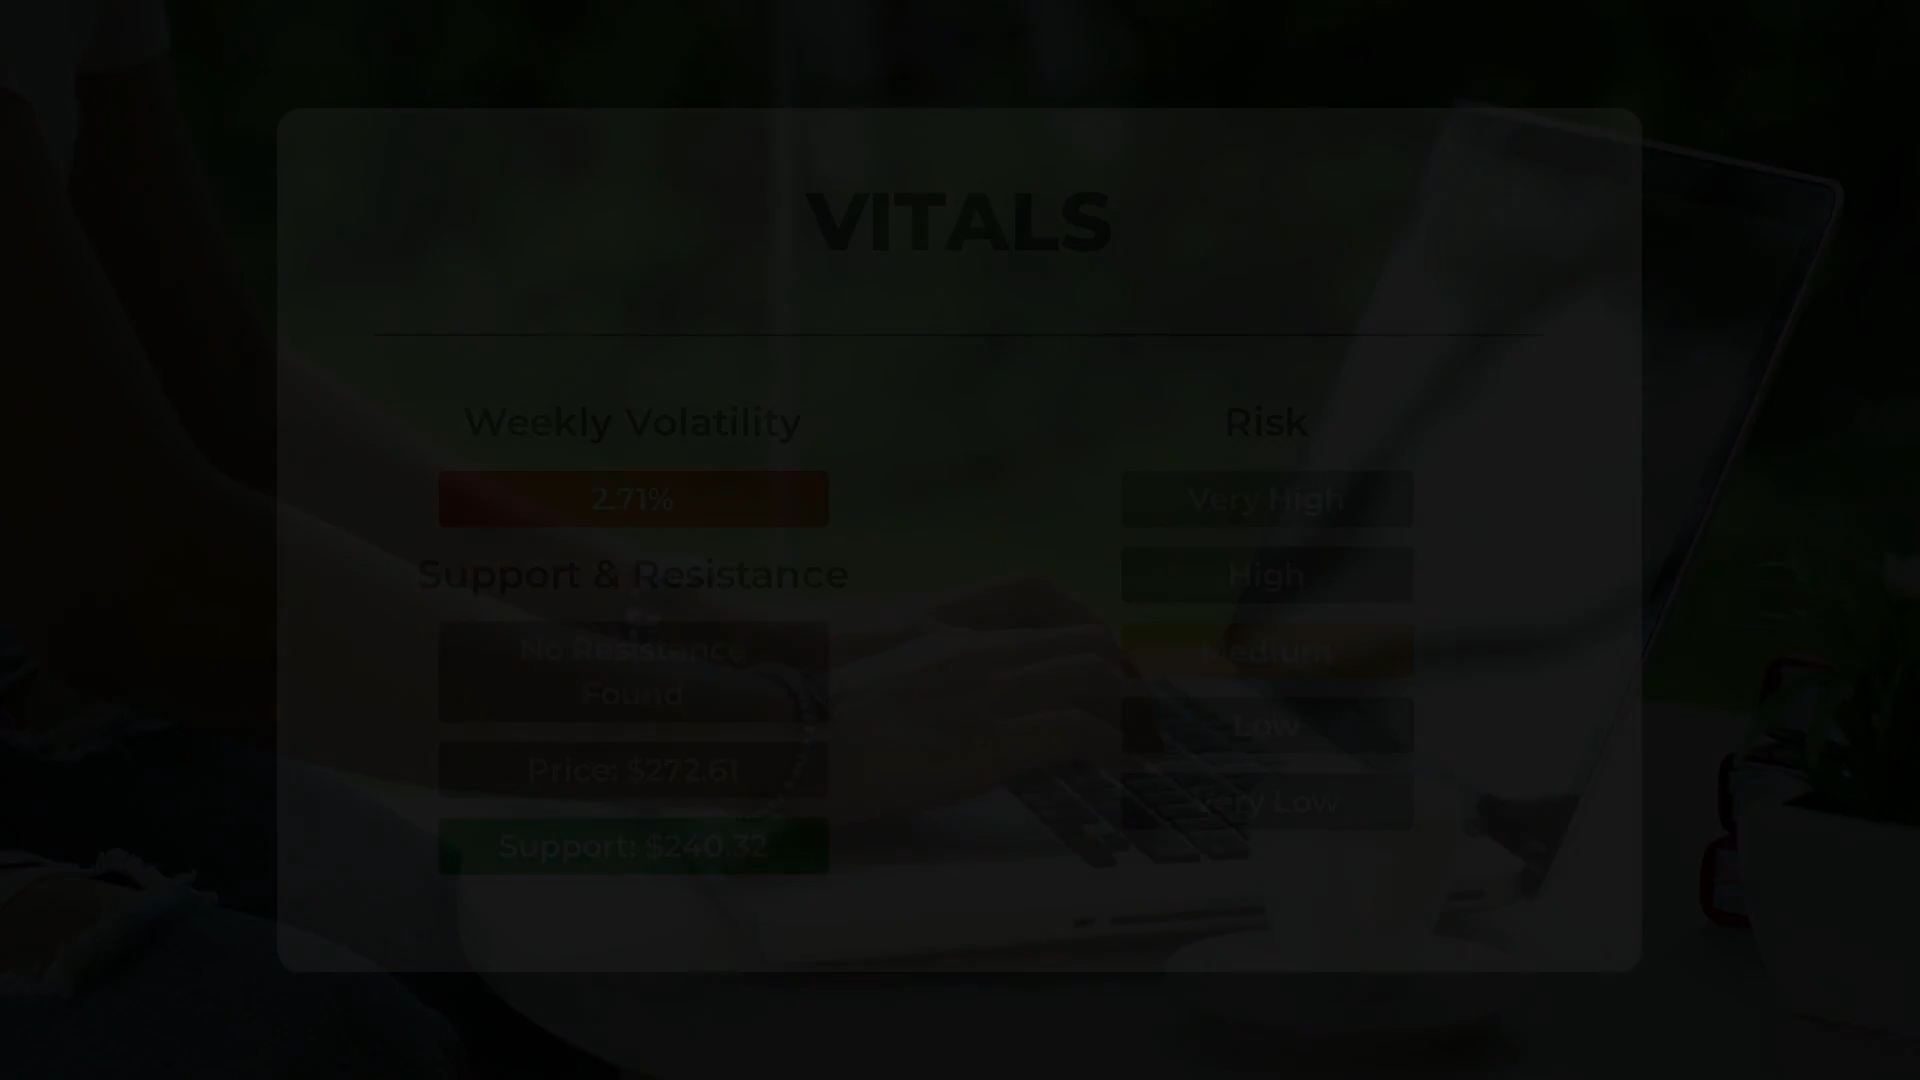 VITALS
Weekly Volatility
2.71%
Support & Resistance
No Resistance
Found
Price: $272.61
Support: $240.32
Risk
Very High
High
Medium
Low
Very Low